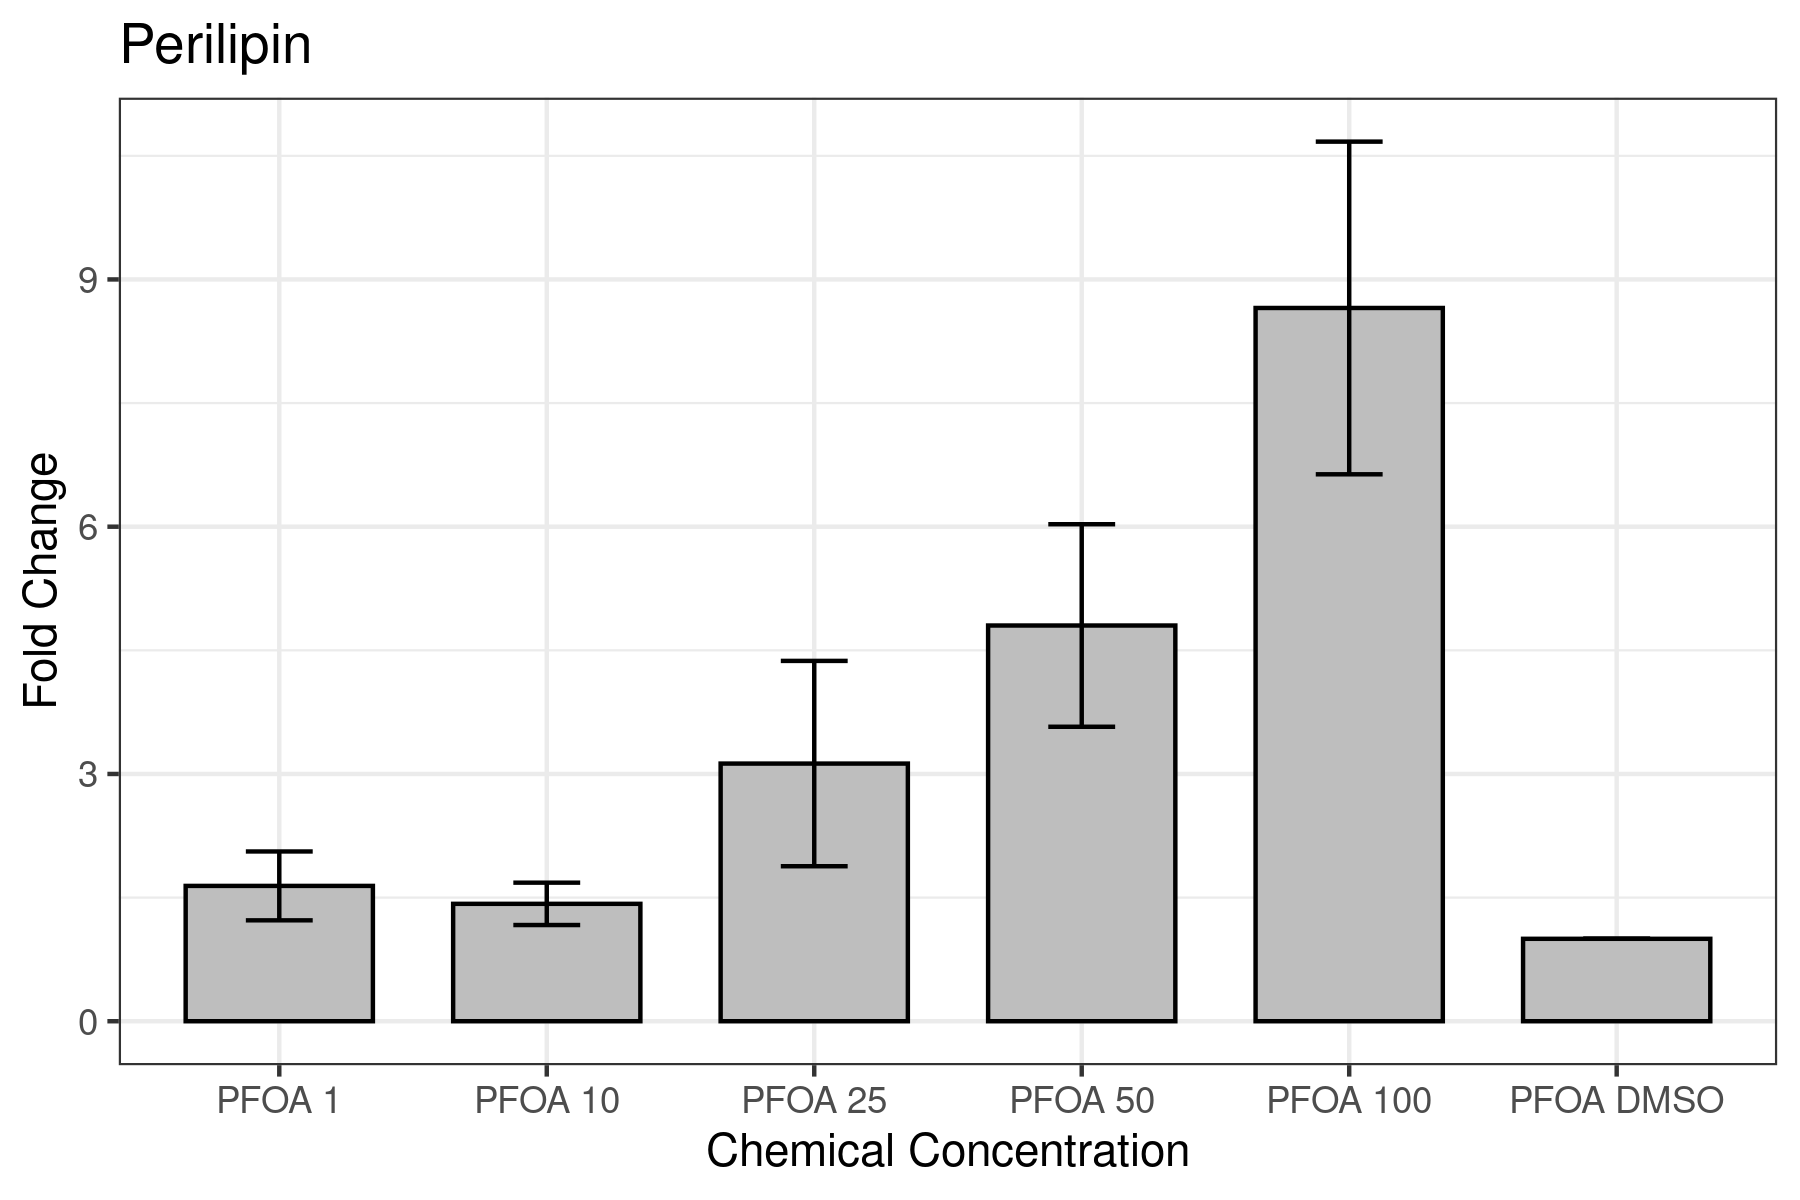 Perilipin
Fold Change
9
6
3
0
PFOA 1 PFOA 10 PFOA 25 PFOA 50 PFOA 100 PFOA DMSO
Chemical Concentration